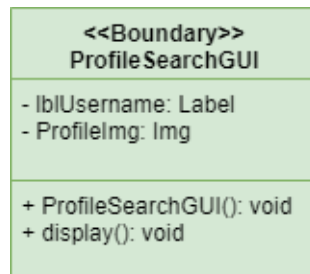 <<Boundary>>
ProfileSearchGUI
- lblUsername: Label
- ProfileImg: Img
+ ProfileSearchGUI(): void
+ display(): void